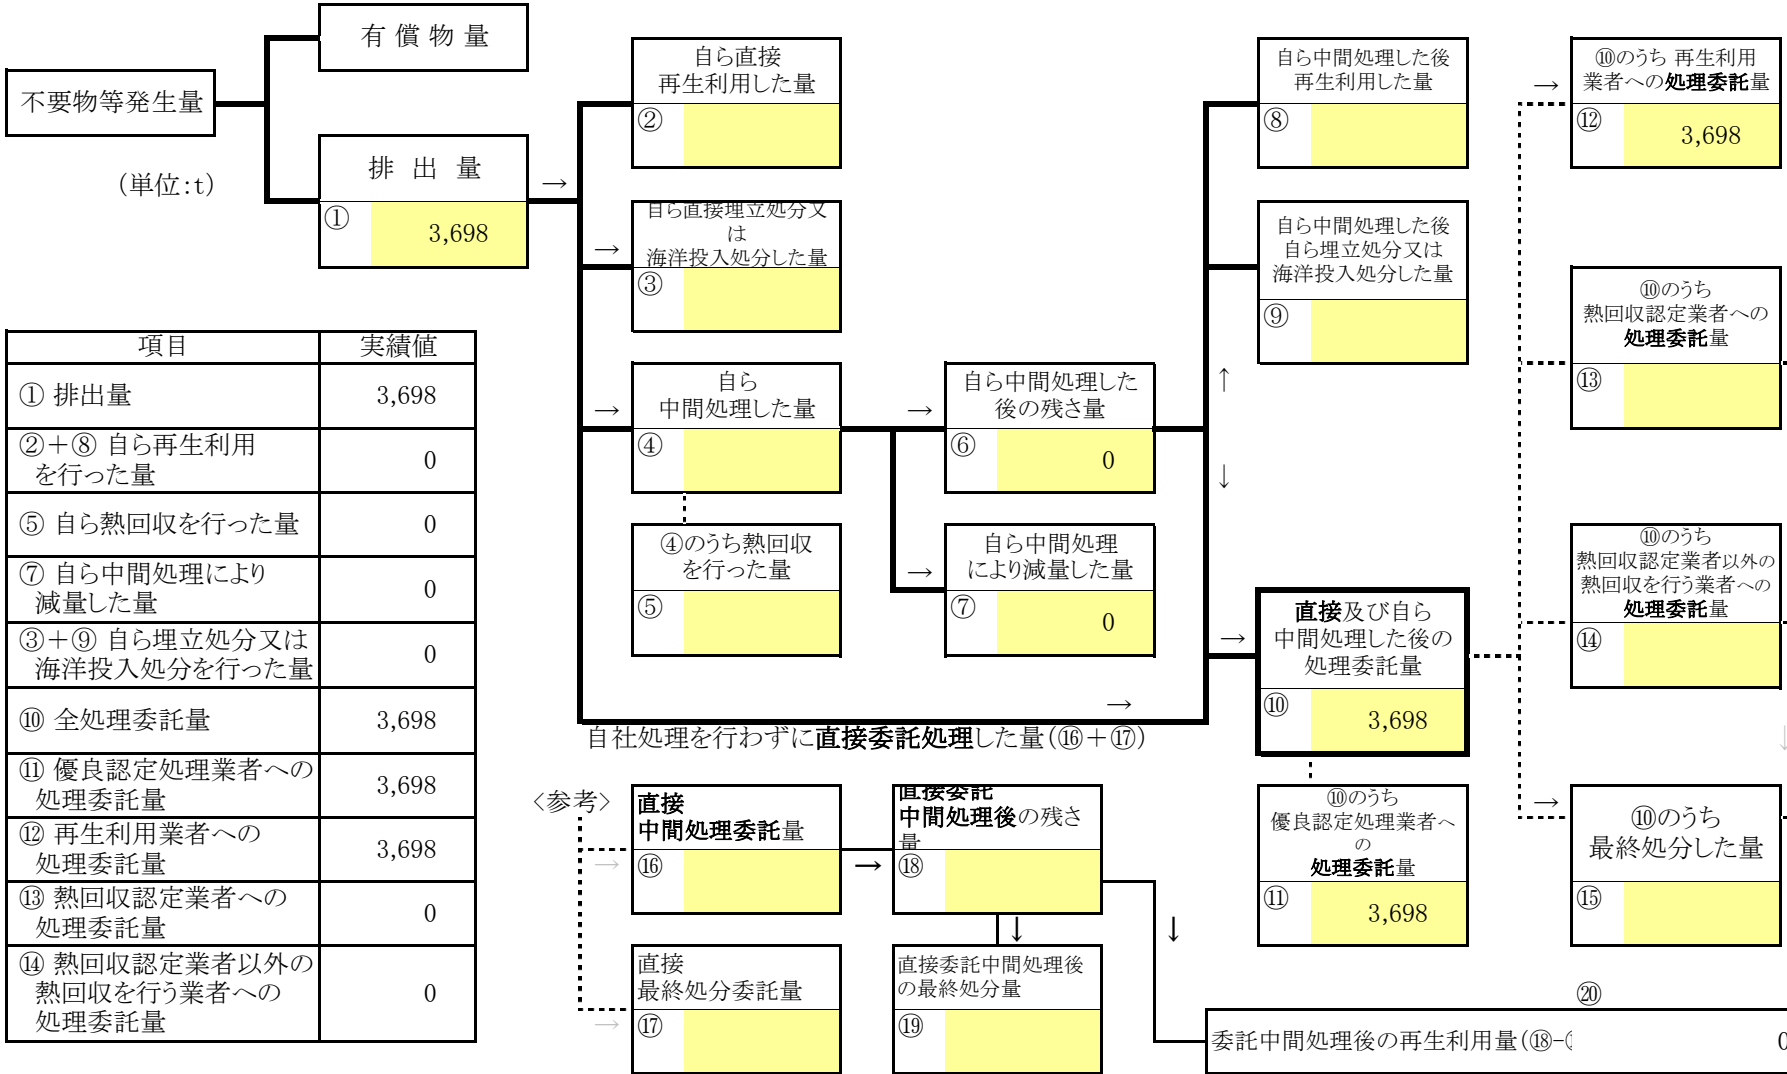 有 償 物 量
不要物等発生量
(単位:t)
排 出 量
→
①
3,698
自ら直接
再生利用した量
②
自ら直接埋立処分又
は
海洋投入処分した量
→
③
自ら
中間処理した量
→
④
④のうち熱回収
を行った量
⑤
自ら中間処理した
後の残さ量
→
⑥
0
自ら中間処理
により減量した量
→
⑦
0
自ら中間処理した後
再生利用した量
⑧
自ら中間処理した後
自ら埋立処分又は
海洋投入処分した量
⑨
↑
↓
直接及び自ら
中間処理した後の
処理委託量
→
⑩
3,698
→
自社処理を行わずに直接委託処理した量(⑯+⑰)
⑩のうち
優良認定処理業者へ
の
処理委託量
⑪
3,698
⑩のうち 再生利用
業者への処理委託量
→
⑫
3,698
⑩のうち
熱回収認定業者への
処理委託量
⑬
⑩のうち
熱回収認定業者以外の
熱回収を行う業者への
処理委託量
⑭
↓
⑩のうち
最終処分した量
→
⑮
項目 実績値
① 排出量 3,698
②+⑧ 自ら再生利用
を行った量 0
⑤ 自ら熱回収を行った量 0
⑦ 自ら中間処理により
減量した量 0
③+⑨ 自ら埋立処分又は
海洋投入処分を行った量 0
⑩ 全処理委託量 3,698
⑪ 優良認定処理業者への
処理委託量 3,698
⑫ 再生利用業者への
処理委託量 3,698
⑬ 熱回収認定業者への
処理委託量 0
⑭ 熱回収認定業者以外の
熱回収を行う業者への
処理委託量 0
<参考>
直接
中間処理委託量
→
⑯
→
直接委託
中間処理後の残さ
量
⑱
↓
↓
直接
最終処分委託量
→
⑰
直接委託中間処理後
の最終処分量
⑲
⑳
委託中間処理後の再生利用量(⑱-
0